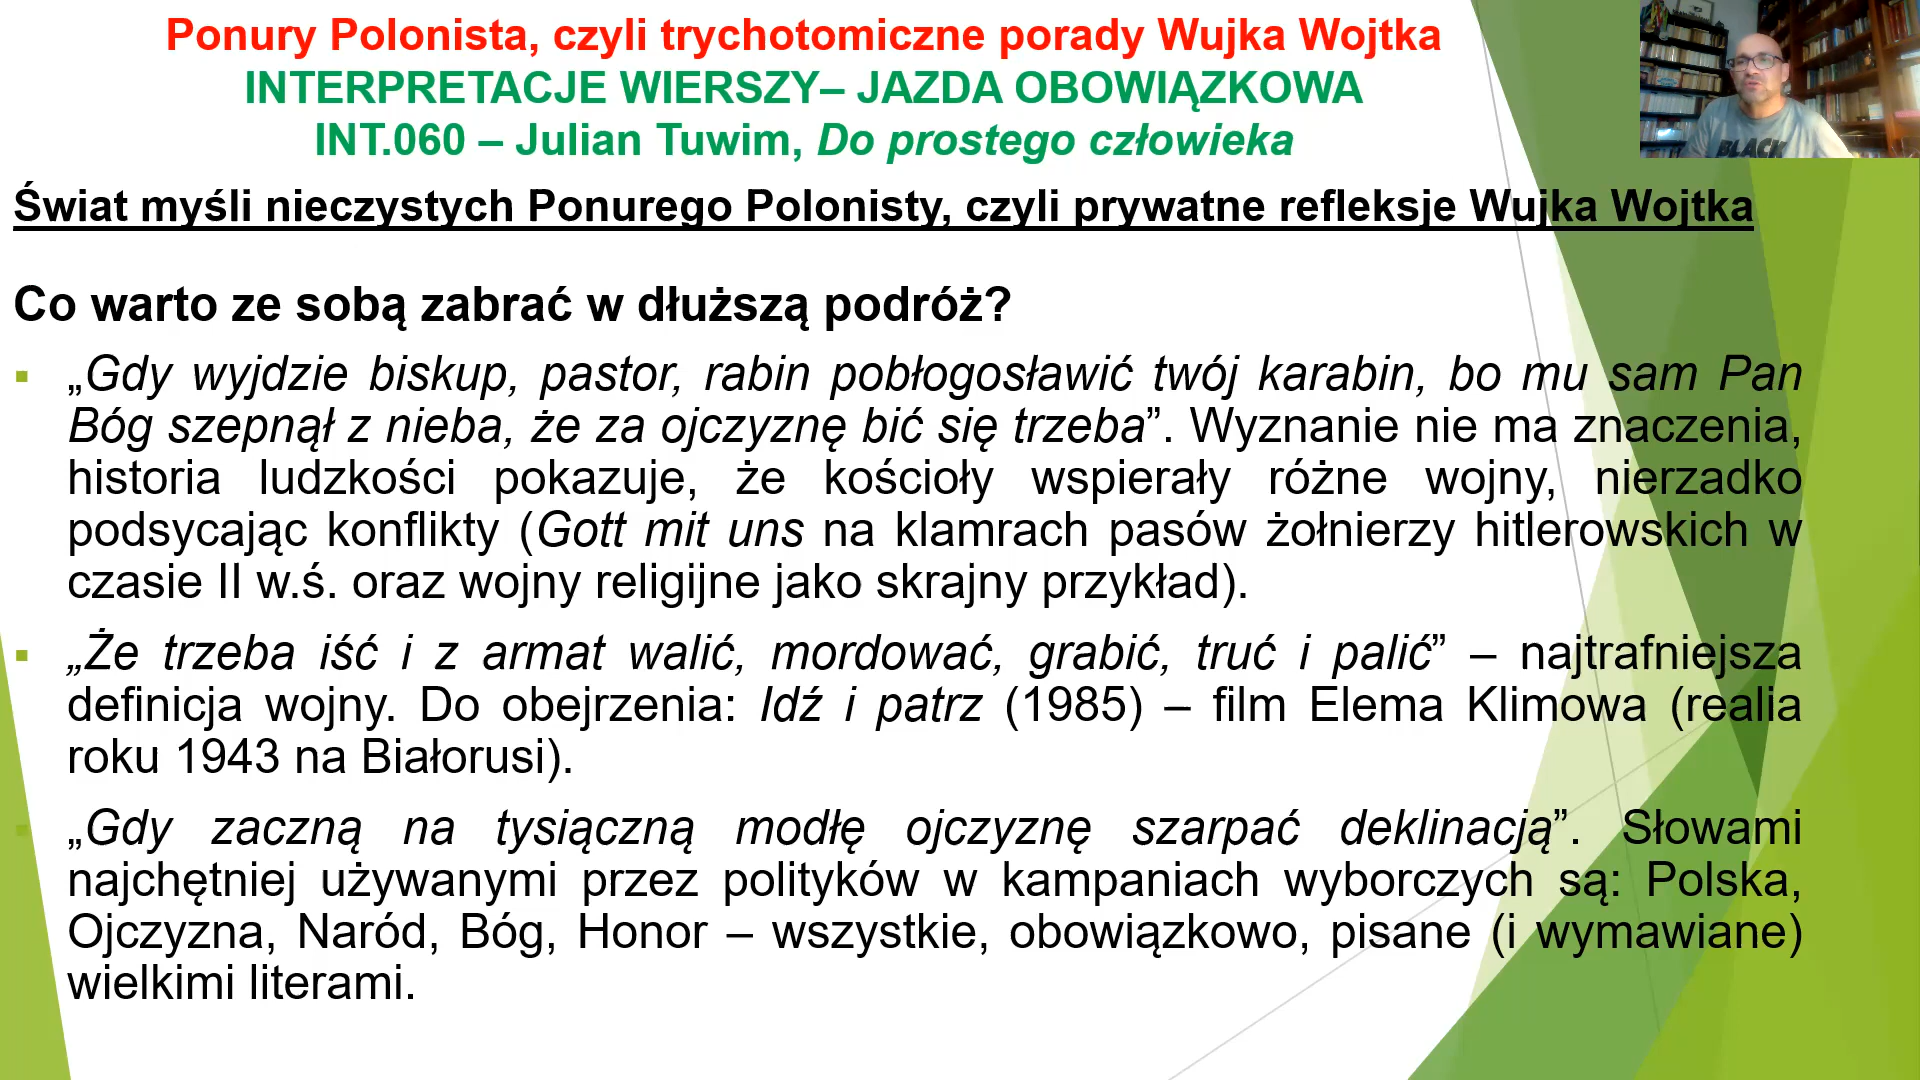 Ponury Polonista, czyli trychotomiczne porady Wujka Wojtka
INTERPRETACJE WIERSZY– JAZDA OBOWIĄZKOWA
INT.060 – Julian Tuwim, Do prostego człowieka
BLACK
Świat myśli nieczystych Ponurego Polonisty, czyli prywatne refleksje Wujka Wojtka
Co warto ze sobą zabrać w dłuższą podróż?
▪ „Gdy wyjdzie biskup, pastor, rabin pobłogosławić twój karabin, bo mu sam Pan
Bóg szepnął z nieba, że za ojczyznę bić się trzeba”. Wyznanie nie ma znaczenia,
historia ludzkości pokazuje, że kościoły wspierały różne wojny, nierzadko
podsycając konflikty (Gott mit uns na klamrach pasów żołnierzy hitlerowskich w
czasie II w.ś. oraz wojny religijne jako skrajny przykład).
▪ „Że trzeba iść i z armat walić, mordować, grabić, truć i palić” – najtrafniejsza
definicja wojny. Do obejrzenia: Idź i patrz (1985) – film Elema Klimowa (realia
roku 1943 na Białorusi).
▪ „Gdy zaczną na tysiączną modłę ojczyznę szarpać deklinacją”. Słowami
najchętniej używanymi przez polityków w kampaniach wyborczych są: Polska,
Ojczyzna, Naród, Bóg, Honor – wszystkie, obowiązkowo, pisane (i wymawiane)
wielkimi literami.